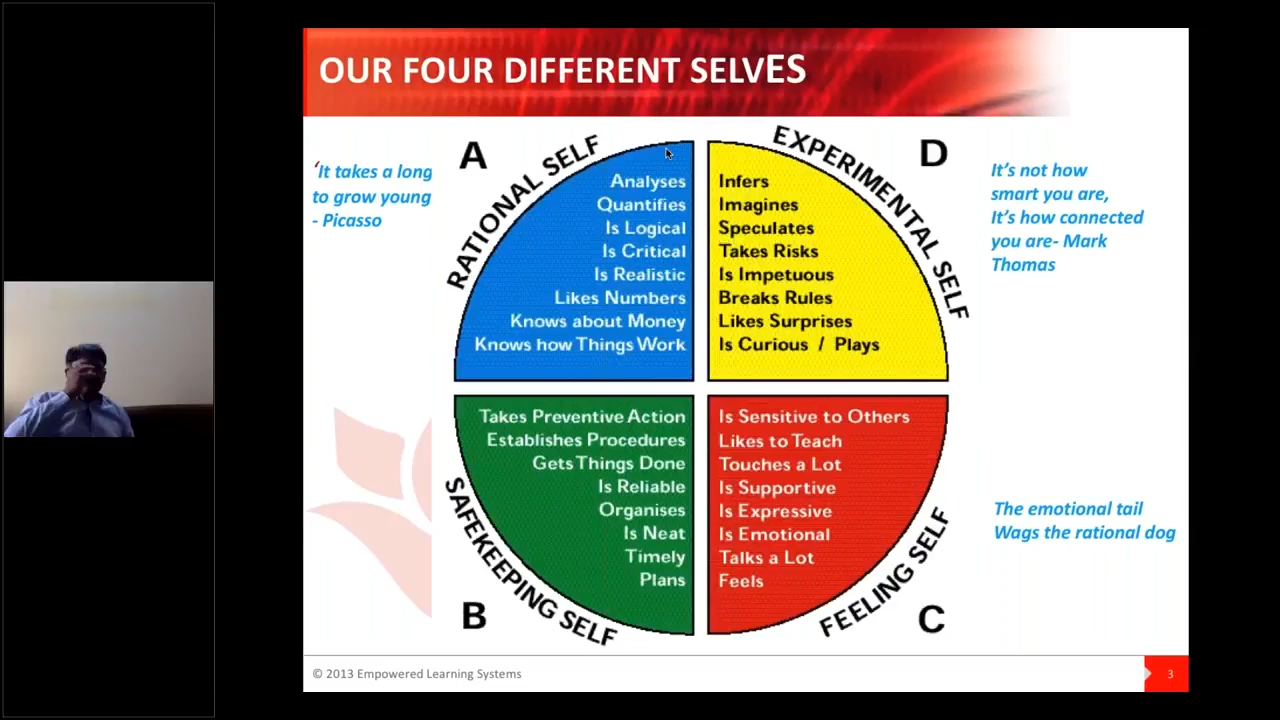 OUR FOUR DIFFERENT SELVES
‘It takes a long
to grow young
- Picasso
A
RATIONAL SELF
Analyses
Quantifies
Is Logical
Is Critical
Is Realistic
Likes Numbers
Knows about Money
Knows how Things Work
D
EXPERIMENTAL SELF
Infers
Imagines
Speculates
Takes Risks
Is Impetuous
Breaks Rules
Likes Surprises
Is Curious / Plays
It’s not how
smart you are,
It’s how connected
you are- Mark
Thomas
B
SAFEKEEPING SELF
Takes Preventive Action
Establishes Procedures
Gets Things Done
Is Reliable
Organises
Is Neat
Timely
Plans
C
FEELING SELF
Is Sensitive to Others
Likes to Teach
Touches a Lot
Is Supportive
Is Expressive
Is Emotional
Talks a Lot
Feels
The emotional tail
Wags the rational dog
© 2013 Empowered Learning Systems
3